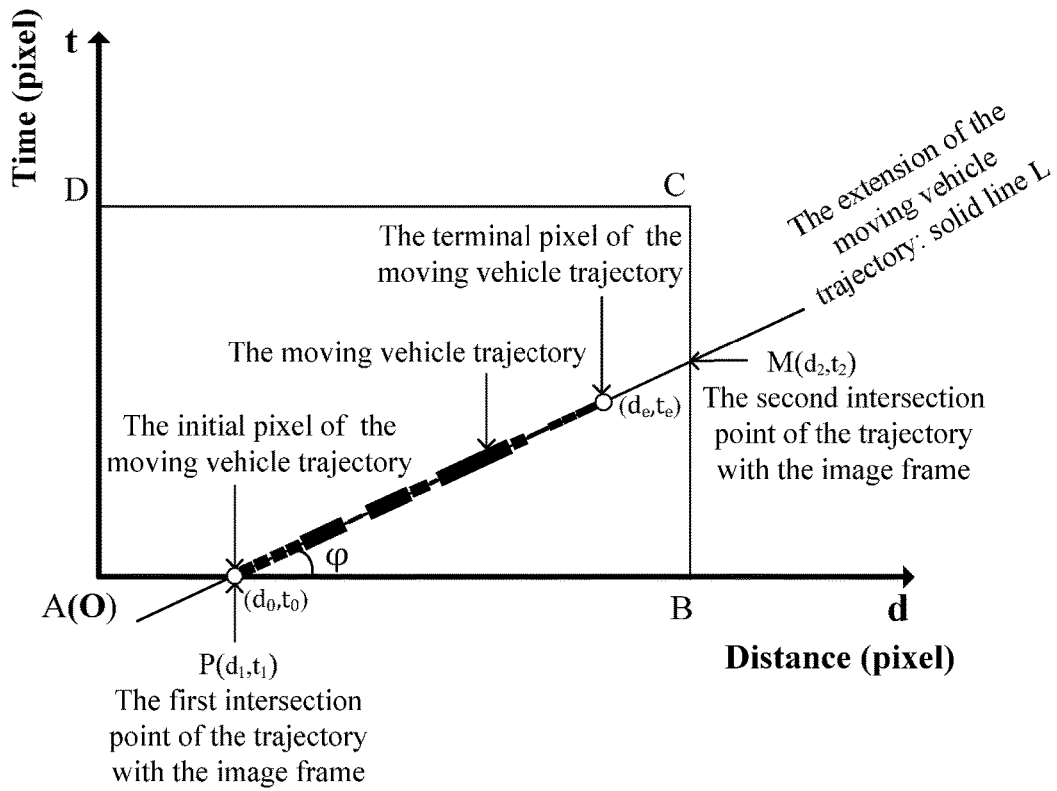 t
Time (pixel)
D
C
The extension of the
moving vehicle
trajectory: solid line L
The terminal pixel of the
moving vehicle trajectory
The moving vehicle trajectory
M(d₂,t₂)
The second intersection
point of the trajectory
with the image frame
(dₑ,tₑ)
The initial pixel of the
moving vehicle trajectory
φ
A(O)
(d₀,t₀)
B
d
Distance (pixel)
P(d₁,t₁)
The first intersection
point of the trajectory
with the image frame